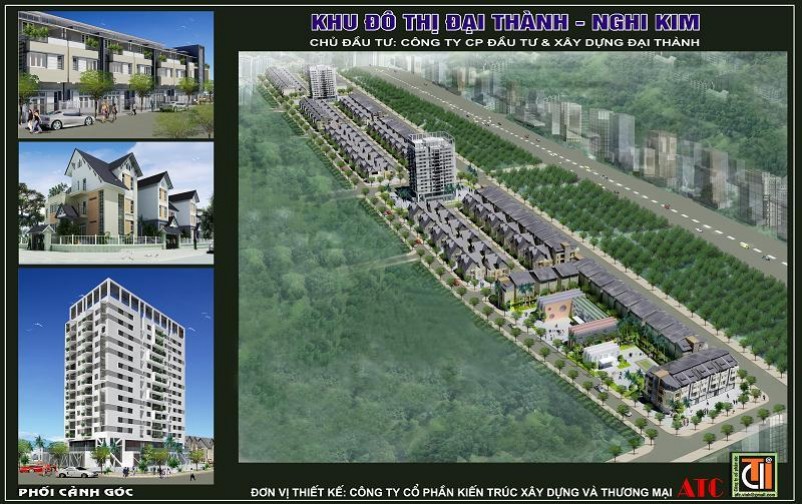 KHU ĐÔ THỊ ĐẠI THÀNH - NGHI KIM
CHỦ ĐẦU TƯ: CÔNG TY CP ĐẦU TƯ & XÂY DỰNG ĐẠI THÀNH
PHỐI CẢNH GÓC
ĐƠN VỊ THIẾT KẾ: CÔNG TY CỔ PHẦN KIẾN TRÚC XÂY DỰNG VÀ THƯƠNG MẠI ATC